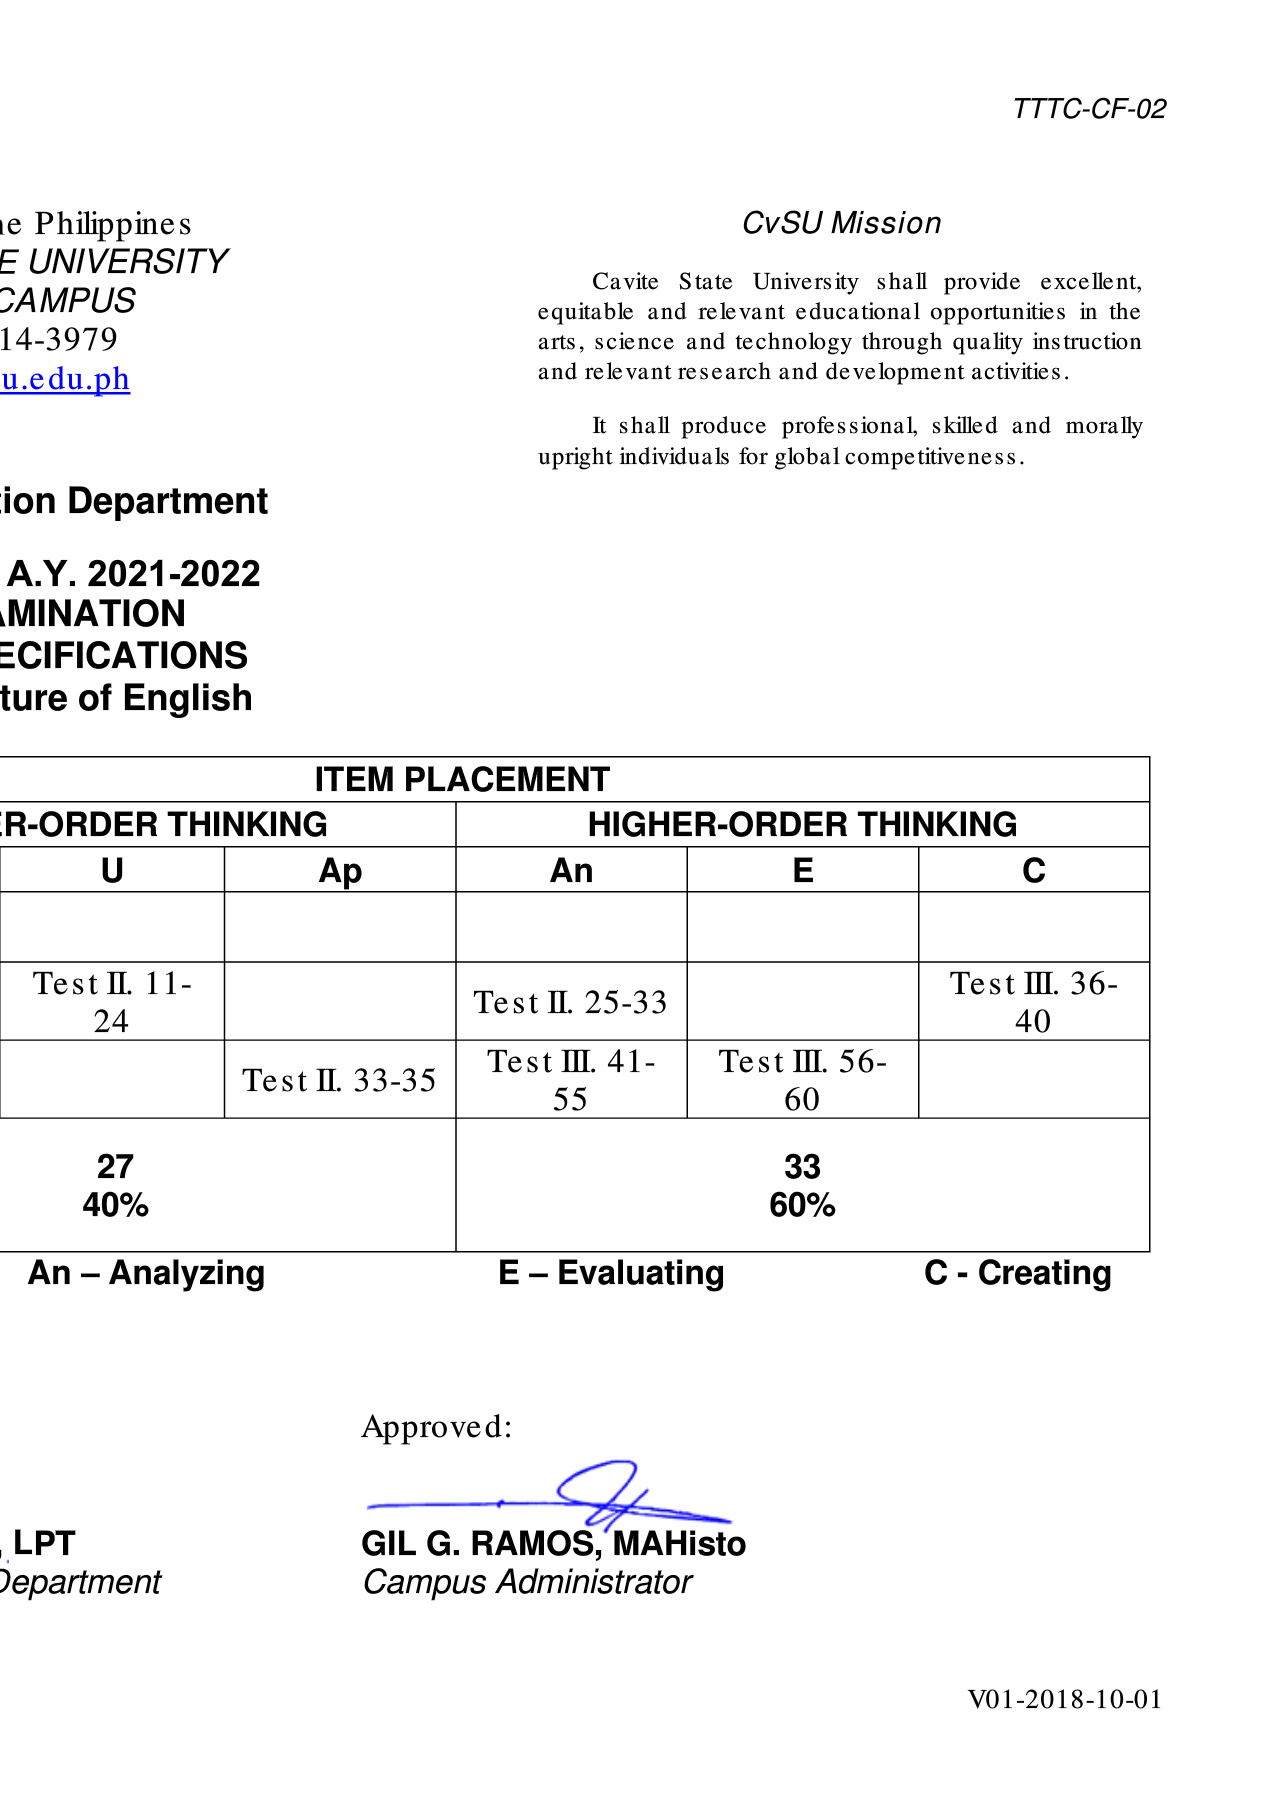 TTTC-CF-02
he Philippines
E UNIVERSITY
CAMPUS
14-3979
u.edu.ph
CvSU Mission
Cavite State University shall provide excellent,
equitable and relevant educational opportunities in the
arts, science and technology through quality instruction
and relevant research and development activities.
It shall produce professional, skilled and morally
upright individuals for global competitiveness.
tion Department
A.Y. 2021-2022
AMINATION
ECIFICATIONS
ture of English
ITEM PLACEMENT
ER-ORDER THINKING HIGHER-ORDER THINKING
U Ap An E C
Test II. 11-
24
Test II. 25-33
Test III. 36-
40
Test II. 33-35
Test III. 41-
55
Test III. 56-
60
27
40%
33
60%
An – Analyzing E – Evaluating C - Creating
Approved:
, LPT
Department
GIL G. RAMOS, MAHisto
Campus Administrator
V01-2018-10-01